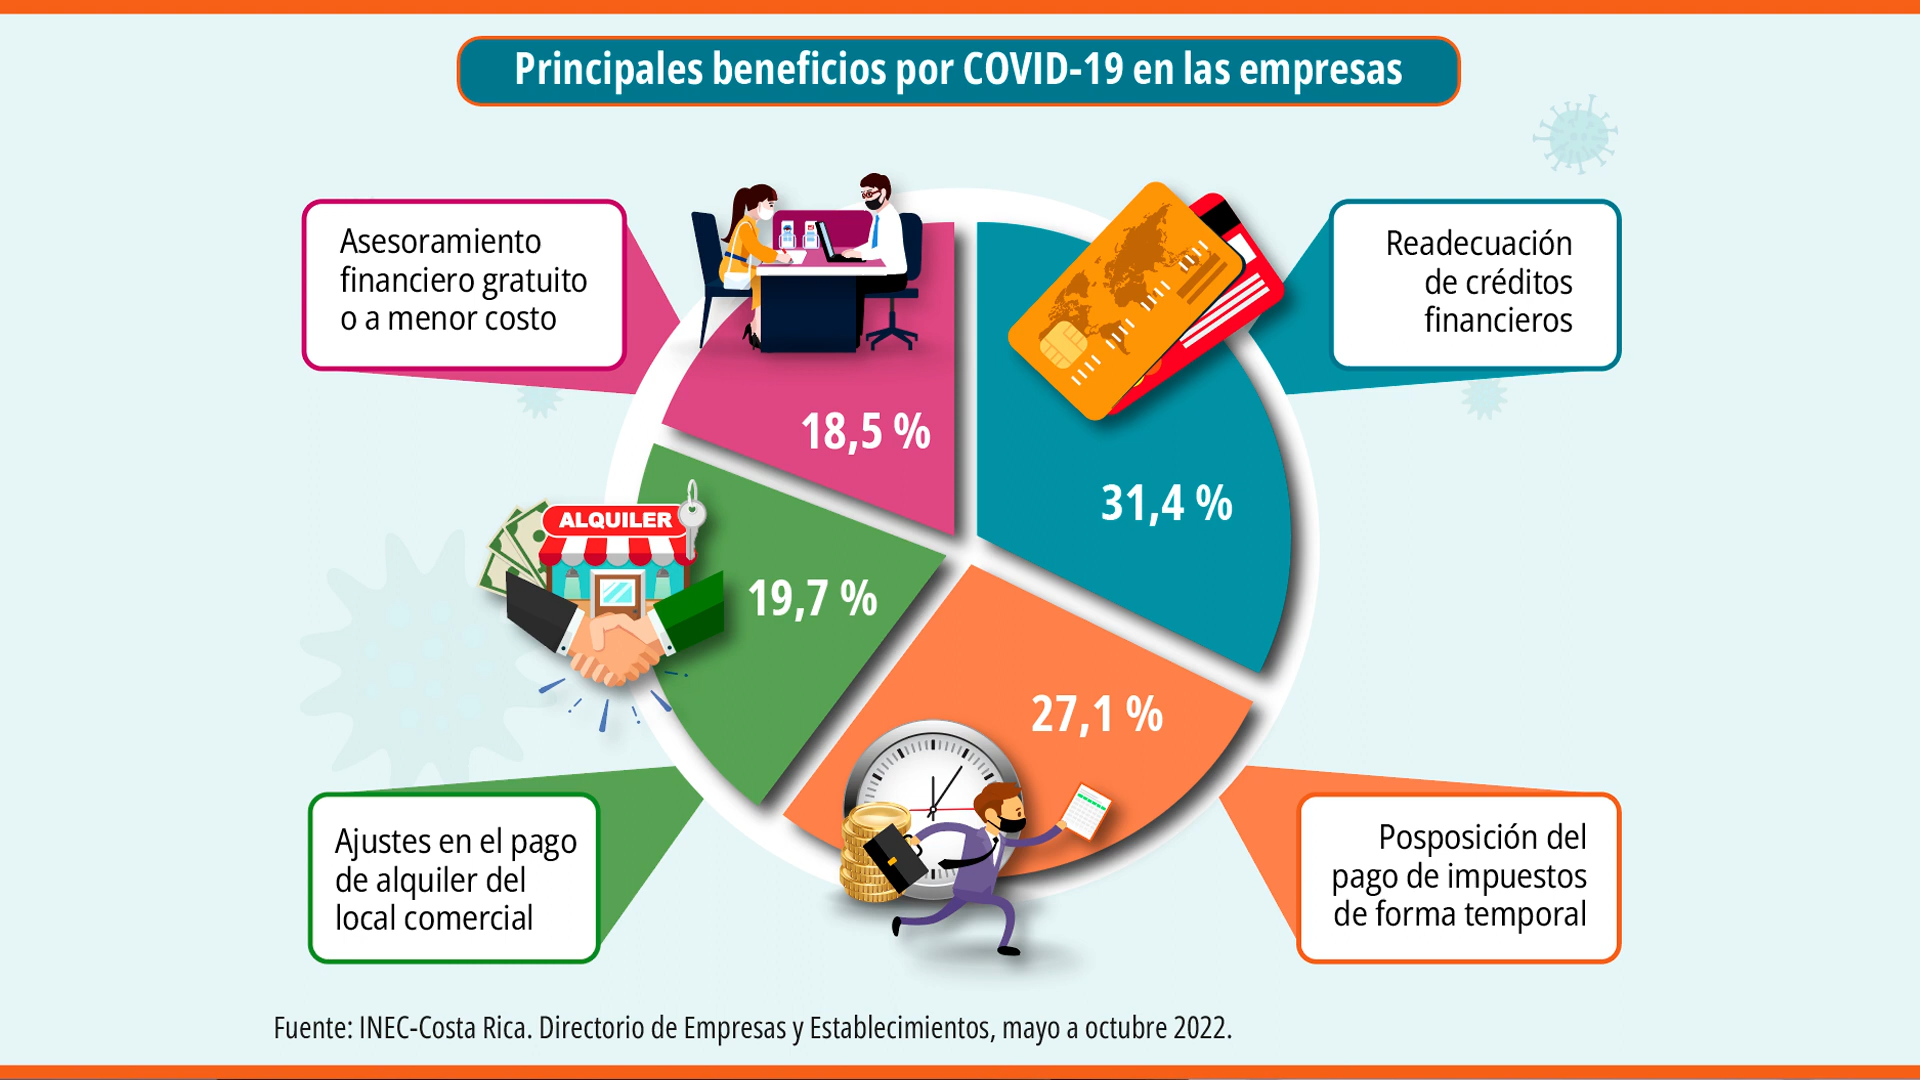 Principales beneficios por COVID-19 en las empresas
Asesoramiento
financiero gratuito
o a menor costo
18,5 %
Readecuación
de créditos
financieros
31,4 %
ALQUILER
19,7 %
Ajustes en el pago
de alquiler del
local comercial
27,1 %
Posposición del
pago de impuestos
de forma temporal
Fuente: INEC-Costa Rica. Directorio de Empresas y Establecimientos, mayo a octubre 2022.